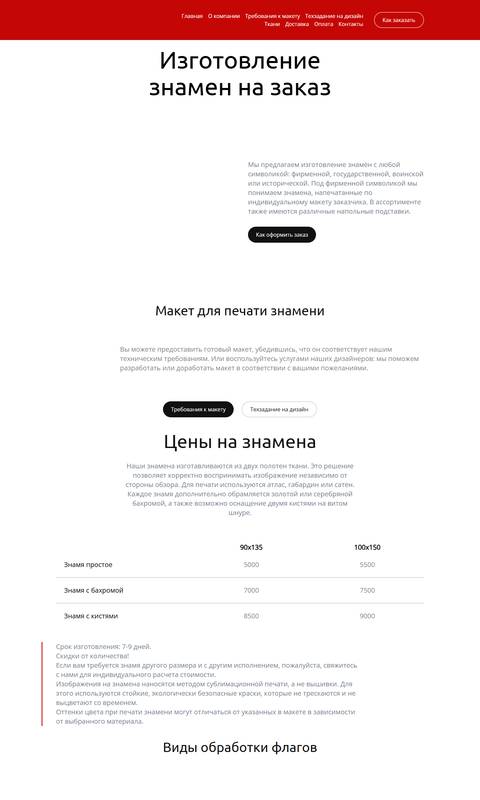 Главная О компании Требования к макету Техзадание на дизайн
Ткани Доставка Оплата Контакты
Как заказать
Изготовление
знамен на заказ
Мы предлагаем изготовление знамён с любой
символикой: фирменной, государственной, воинской
или исторической. Под фирменной символикой мы
понимаем знамена, напечатанные по
индивидуальному макету заказчика. В ассортименте
также имеются различные напольные подставки.
Как оформить заказ
Макет для печати знамени
Вы можете предоставить готовый макет, убедившись, что он соответствует нашим
техническим требованиям. Или воспользуйтесь услугами наших дизайнеров: мы поможем
разработать или доработать макет в соответствии с вашими пожеланиями.
Требования к макету Техзадание на дизайн
Цены на знамена
Наши знамена изготавливаются из двух полотен ткани. Это решение
позволяет корректно воспринимать изображение независимо от
стороны обзора. Для печати используются атлас, габардин или сатен.
Каждое знамя дополнительно обрамляется золотой или серебряной
бахромой, а также возможно оснащение двумя кистями на витом
шнуре.
90х135 100х150
Знамя простое 5000 5500
Знамя с бахромой 7000 7500
Знамя с кистями 8500 9000
Срок изготовления: 7-9 дней.
Скидки от количества!
Если вам требуется знамя другого размера и с другим исполнением, пожалуйста, свяжитесь
с нами для индивидуального расчета стоимости.
Изображения на знамена наносятся методом сублимационной печати, а не вышивки. Для
этого используются стойкие, экологически безопасные краски, которые не трескаются и не
выцветают со временем.
Оттенки цвета при печати знамени могут отличаться от указанных в макете в зависимости
от выбранного материала.
Виды обработки флагов